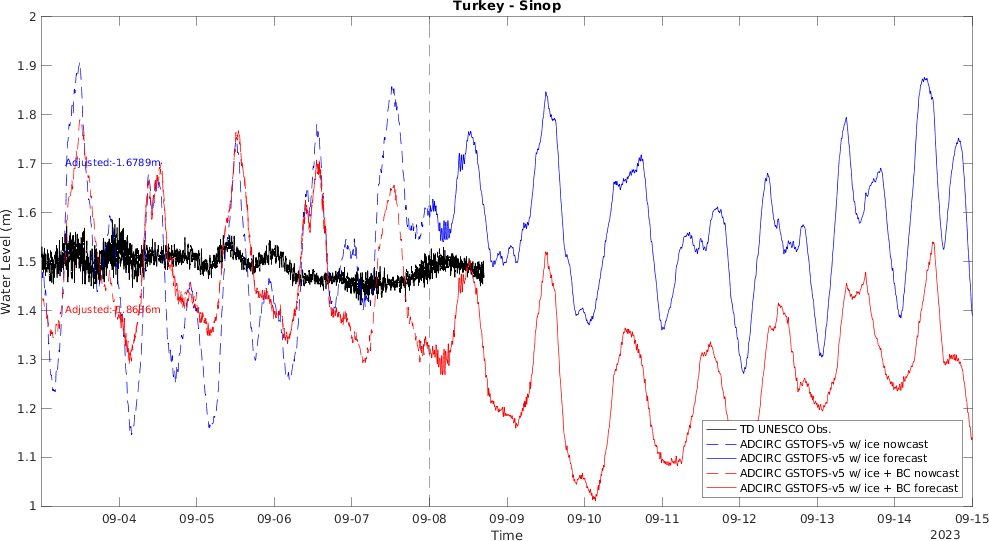 Turkey - Sinop
2
1.9
1.8
1.7
1.6
1.5
1.4
1.3
1.2
1.1
1
Water Level (m)
Adjusted:-1.6789m
Adjusted:-1.8696m
TD UNESCO Obs.
ADCIRC GSTOFS-v5 w/ ice nowcast
ADCIRC GSTOFS-v5 w/ ice forecast
ADCIRC GSTOFS-v5 w/ ice + BC nowcast
ADCIRC GSTOFS-v5 w/ ice + BC forecast
09-04 09-05 09-06 09-07 09-08 09-09 09-10 09-11 09-12 09-13 09-14 09-15
Time
2023